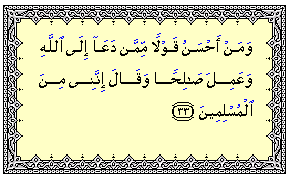 وَمَنْ أَحْسَنُ قَوْلًا مِّمَّن دَعَآ إِلَى ٱللَّهِ
وَعَمِلَ صَٰلِحًا وَقَالَ إِنَّنِى مِنَ
ٱلْمُسْلِمِينَ ٣٣